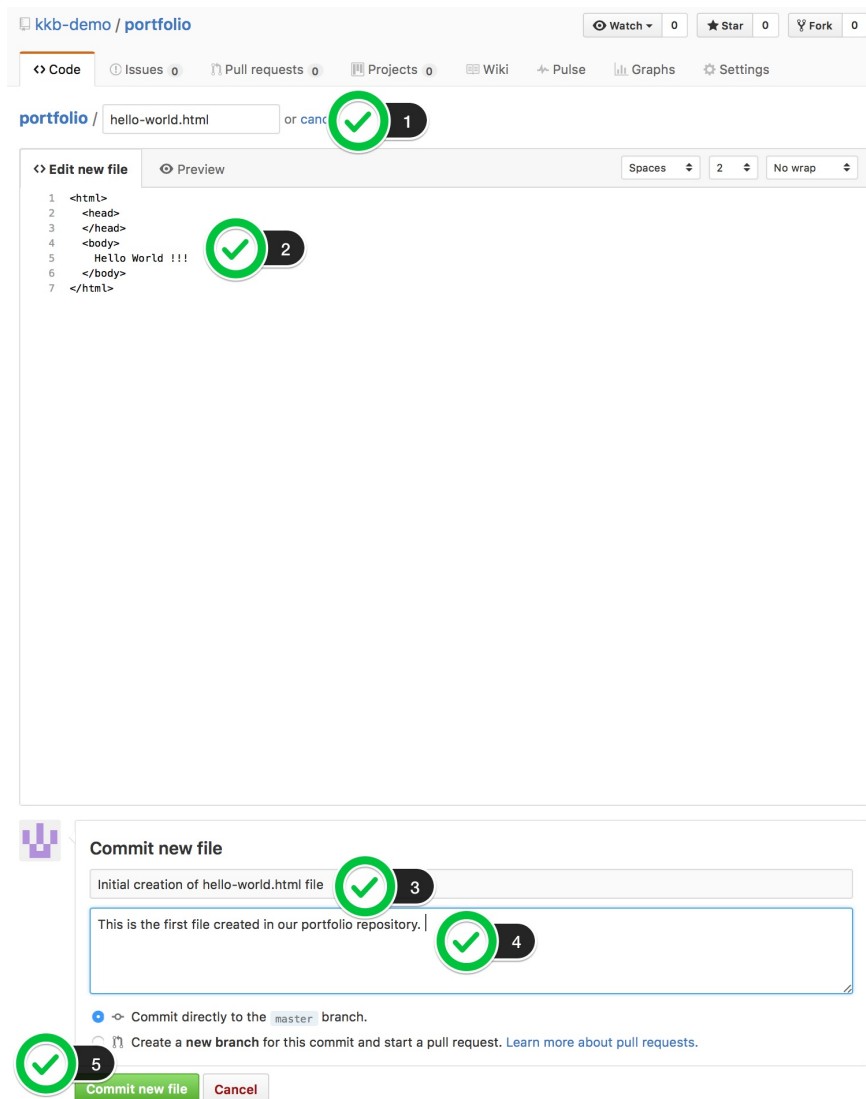 kkb-demo / portfolio
Watch 0 Star 0 Fork 0
Code Issues 0 Pull requests 0 Projects 0 Wiki Pulse Graphs Settings
portfolio / hello-world.html or 1
Edit new file Preview Spaces 2 No wrap
1 <html>
2 <head>
3 </head>
4 <body>
5 Hello World !!!
6 </body>
7 </html>
2
Commit new file
Initial creation of hello-world.html file 3
This is the first file created in our portfolio repository.
4
Commit directly to the master branch.
Create a new branch for this commit and start a pull request. Learn more about pull requests.
5
Commit new file Cancel